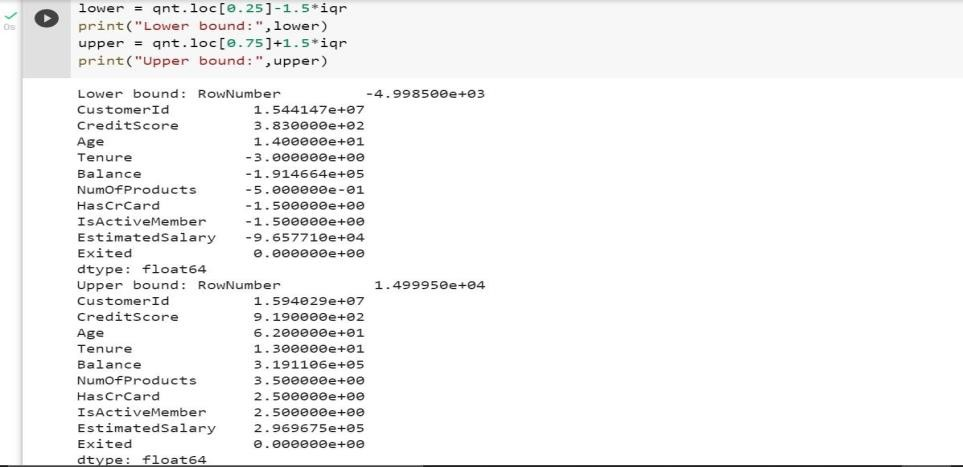 lower = qnt.loc[0.25]-1.5*iqr
0s
print("Lower bound:",lower)
upper = qnt.loc[0.75]+1.5*iqr
print("Upper bound:",upper)
Lower bound: RowNumber -4.998500e+03
CustomerId 1.544147e+07
CreditScore 3.830000e+02
Age 1.400000e+01
Tenure -3.000000e+00
Balance -1.914664e+05
NumOfProducts -5.000000e-01
HasCrCard -1.500000e+00
IsActiveMember -1.500000e+00
EstimatedSalary -9.657710e+04
Exited 0.000000e+00
dtype: float64
Upper bound: RowNumber 1.499950e+04
CustomerId 1.594029e+07
CreditScore 9.190000e+02
Age 6.200000e+01
Tenure 1.300000e+01
Balance 3.191106e+05
NumOfProducts 3.500000e+00
HasCrCard 2.500000e+00
IsActiveMember 2.500000e+00
EstimatedSalary 2.969675e+05
Exited 0.000000e+00
dtype: float64